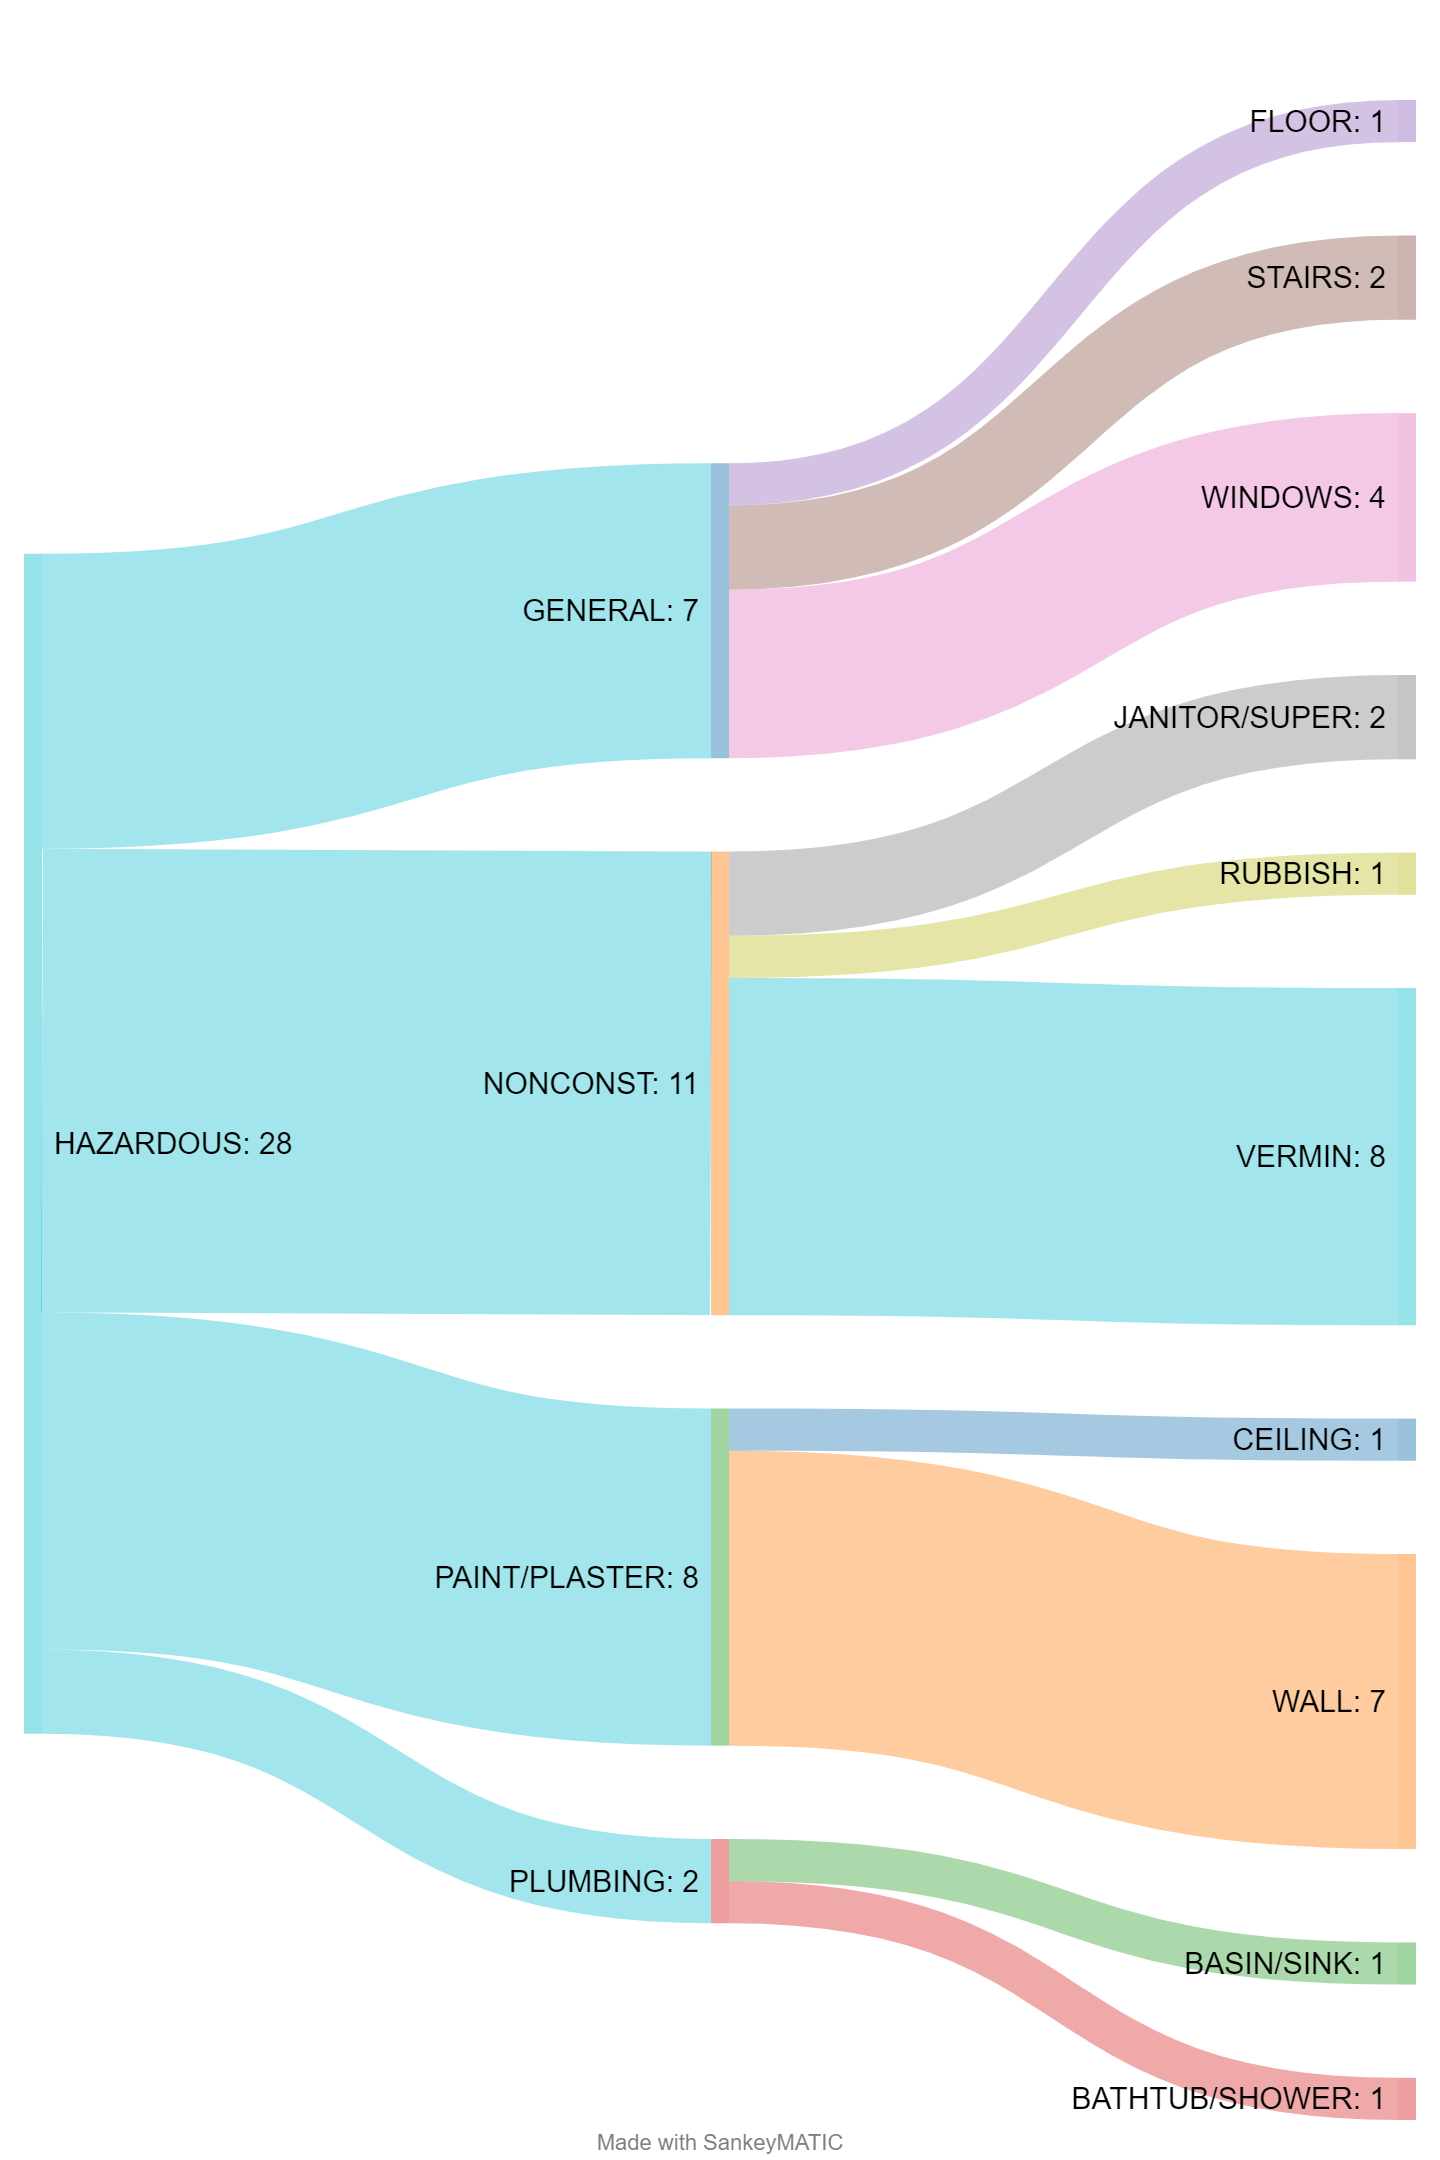 FLOOR: 1
STAIRS: 2
WINDOWS: 4
GENERAL: 7
JANITOR/SUPER: 2
RUBBISH: 1
NONCONST: 11
HAZARDOUS: 28
VERMIN: 8
CEILING: 1
PAINT/PLASTER: 8
WALL: 7
PLUMBING: 2
BASIN/SINK: 1
BATHTUB/SHOWER: 1
Made with SankeyMATIC